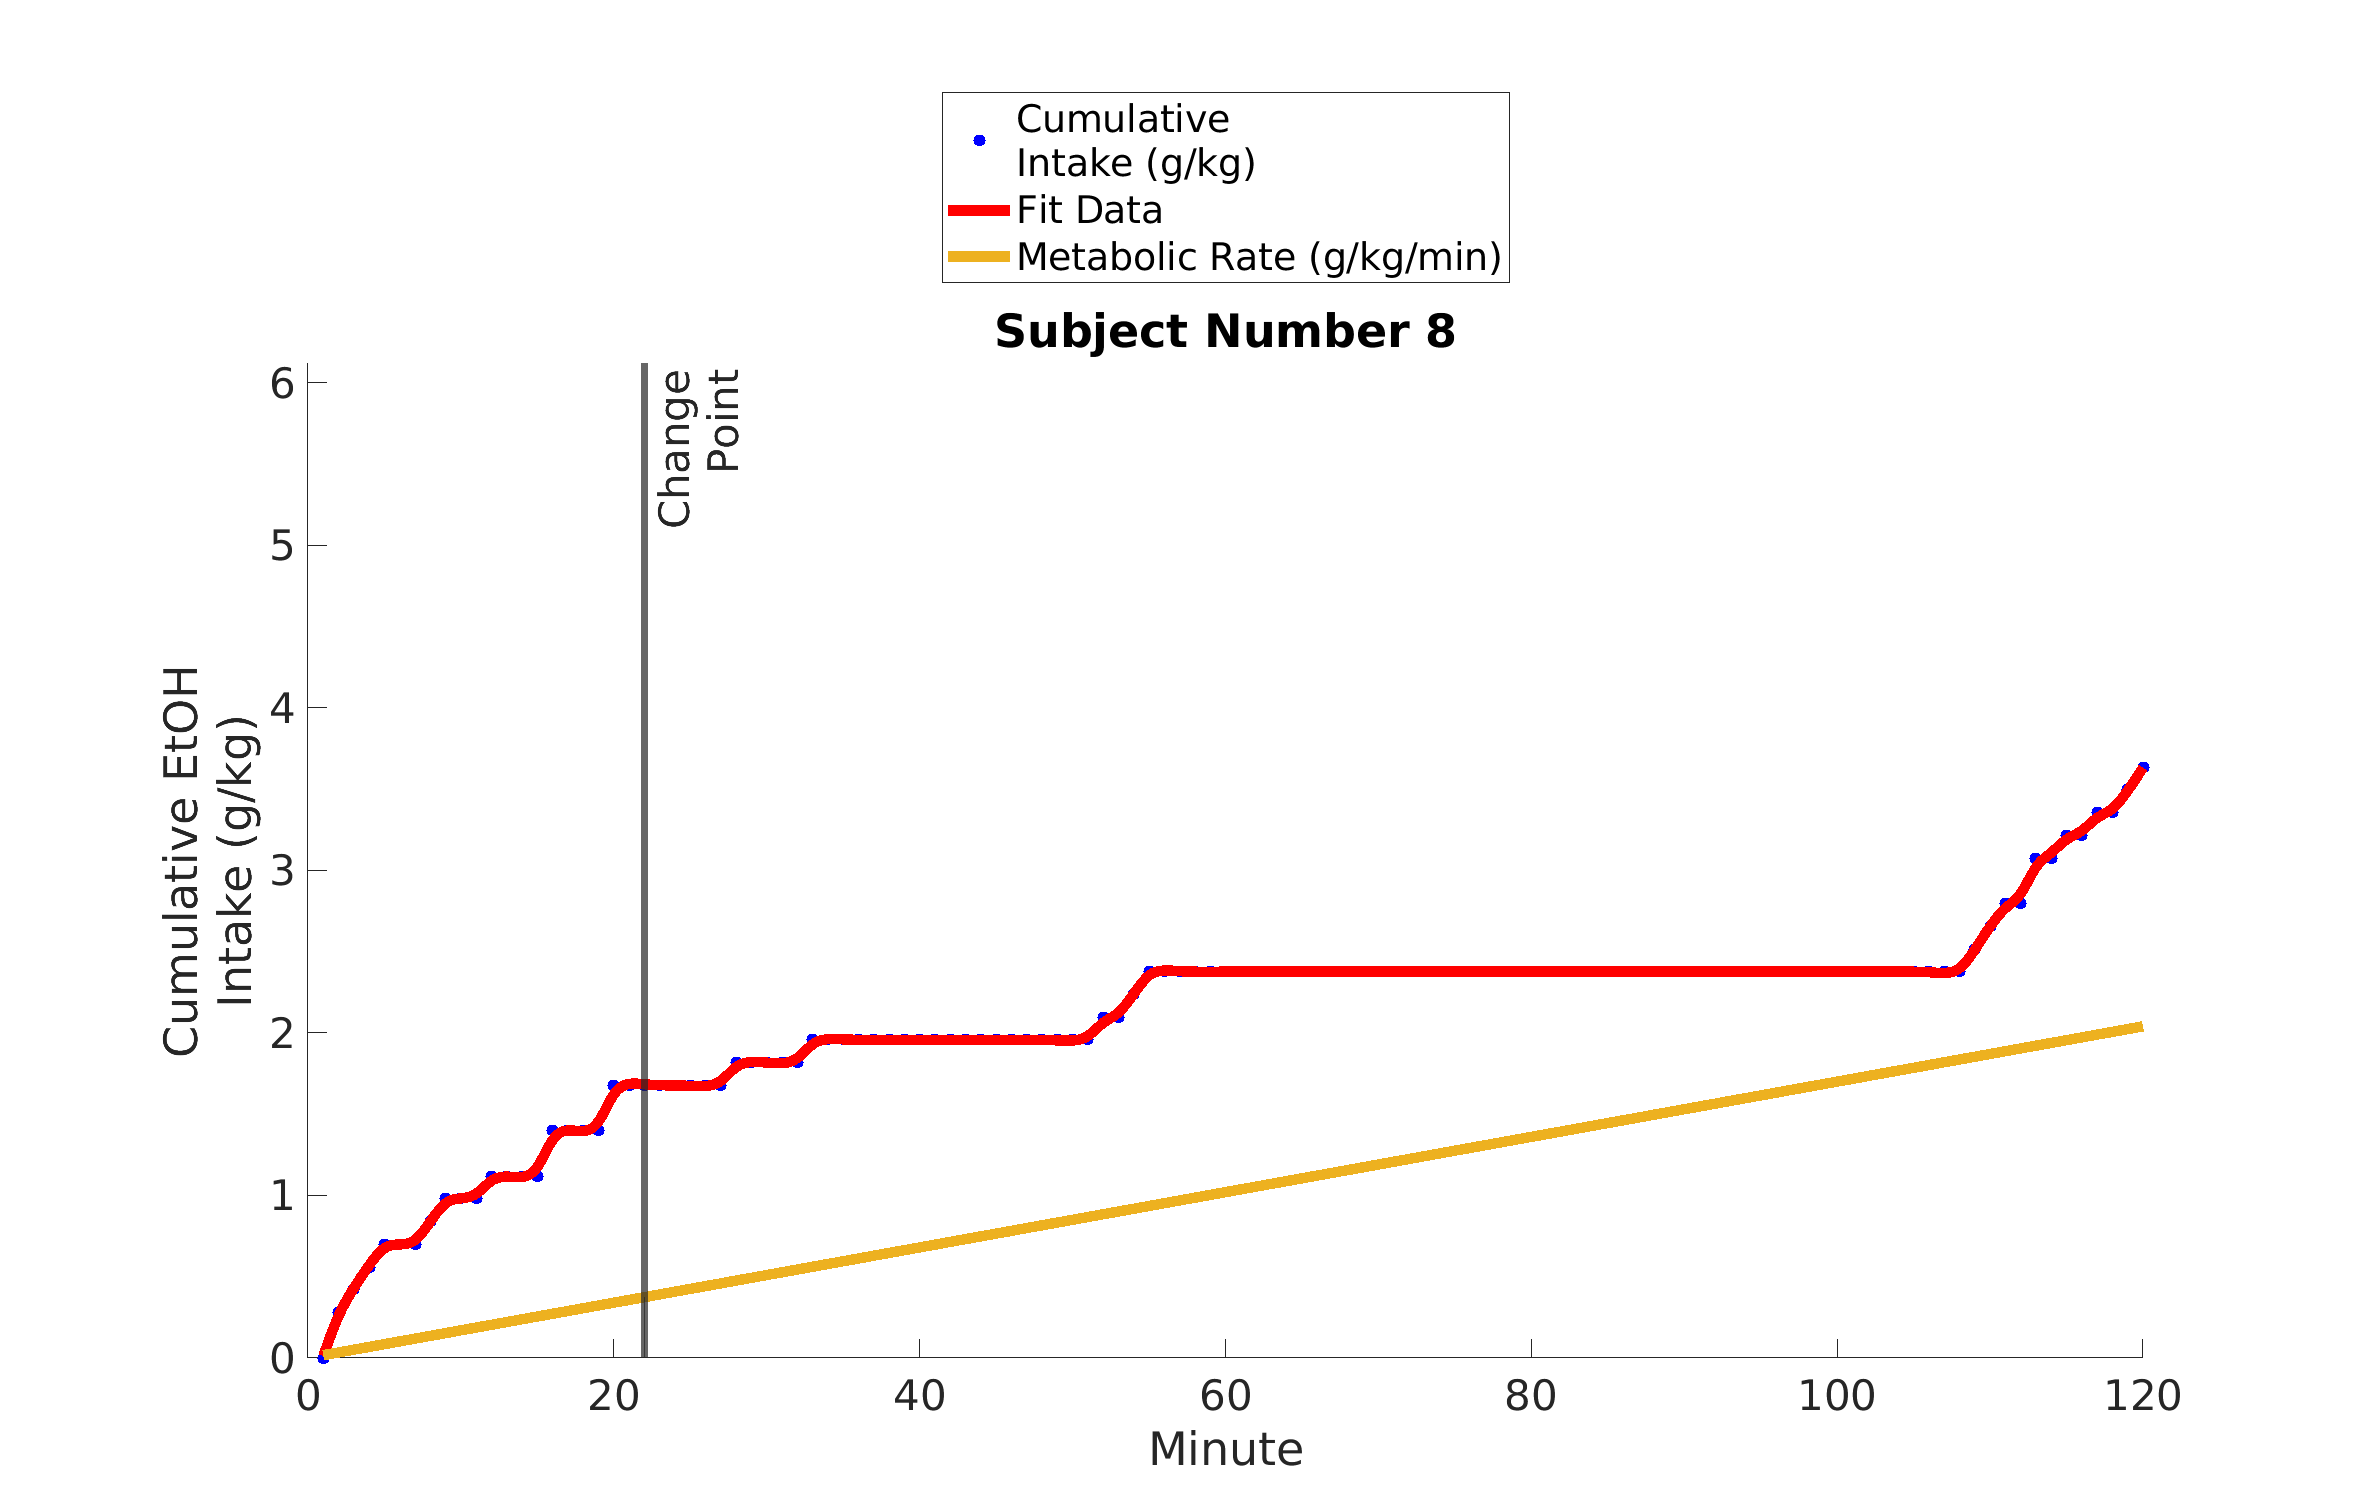 Cumulative
Intake (g/kg)
Fit Data
Metabolic Rate (g/kg/min)
Subject Number 8
Change
Point
Cumulative EtOH
Intake (g/kg)
6
5
4
3
2
1
0
0 20 40 60 80 100 120
Minute